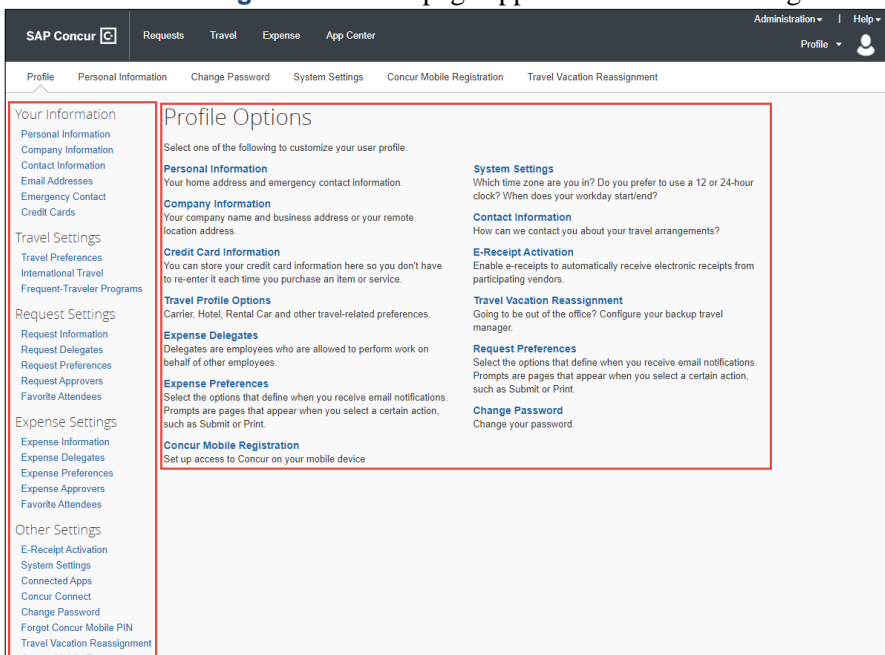 Administration | Help
SAP Concur C Requests Travel Expense App Center
Profile
Profile Personal Information Change Password System Settings Concur Mobile Registration Travel Vacation Reassignment
Your Information
Personal Information
Company Information
Contact Information
Email Addresses
Emergency Contact
Credit Cards
Travel Settings
Travel Preferences
International Travel
Frequent-Traveler Programs
Request Settings
Request Information
Request Delegates
Request Preferences
Request Approvers
Favorite Attendees
Expense Settings
Expense Information
Expense Delegates
Expense Preferences
Expense Approvers
Favorite Attendees
Other Settings
E-Receipt Activation
System Settings
Connected Apps
Concur Connect
Change Password
Forgot Concur Mobile PIN
Travel Vacation Reassignment
Profile Options
Select one of the following to customize your user profile.
Personal Information
Your home address and emergency contact information.
Company Information
Your company name and business address or your remote
location address.
Credit Card Information
You can store your credit card information here so you don't have
to re-enter it each time you purchase an item or service.
Travel Profile Options
Carrier, Hotel, Rental Car and other travel-related preferences.
Expense Delegates
Delegates are employees who are allowed to perform work on
behalf of other employees.
Expense Preferences
Select the options that define when you receive email notifications.
Prompts are pages that appear when you select a certain action,
such as Submit or Print.
Concur Mobile Registration
Set up access to Concur on your mobile device
System Settings
Which time zone are you in? Do you prefer to use a 12 or 24-hour
clock? When does your workday start/end?
Contact Information
How can we contact you about your travel arrangements?
E-Receipt Activation
Enable e-receipts to automatically receive electronic receipts from
participating vendors.
Travel Vacation Reassignment
Going to be out of the office? Configure your backup travel
manager.
Request Preferences
Select the options that define when you receive email notifications.
Prompts are pages that appear when you select a certain action,
such as Submit or Print.
Change Password
Change your password.